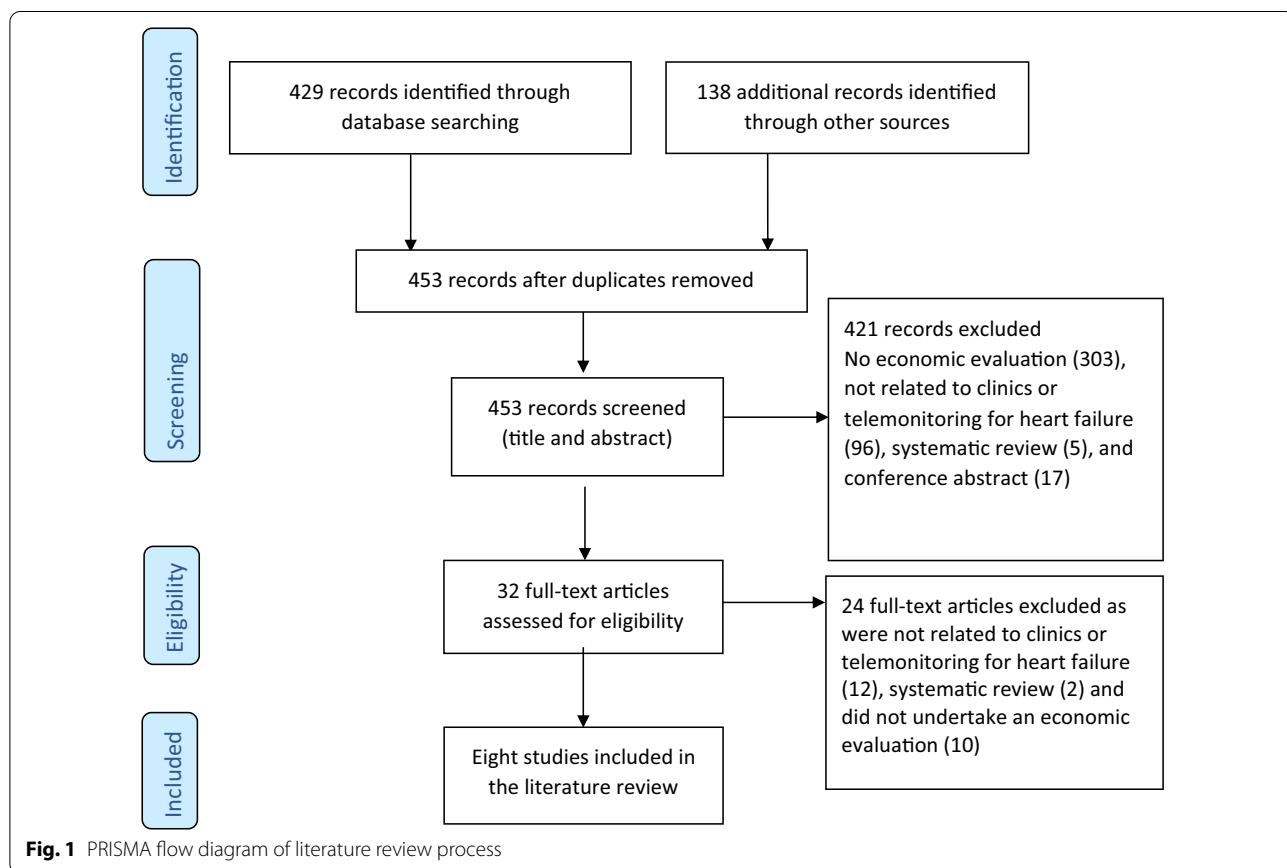 Identification
429 records identified through
database searching
138 additional records identified
through other sources
Screening
453 records after duplicates removed
453 records screened
(title and abstract)
421 records excluded
No economic evaluation (303),
not related to clinics or
telemonitoring for heart failure
(96), systematic review (5), and
conference abstract (17)
Eligibility
32 full-text articles
assessed for eligibility
24 full-text articles excluded as
were not related to clinics or
telemonitoring for heart failure
(12), systematic review (2) and
did not undertake an economic
evaluation (10)
Included
Eight studies included in
the literature review
Fig. 1 PRISMA flow diagram of literature review process